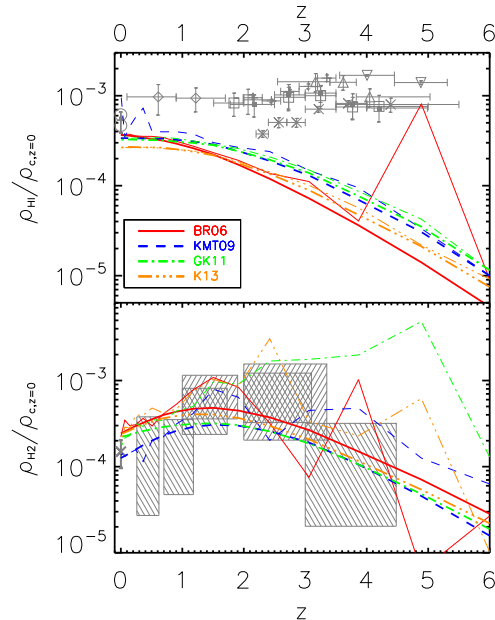 z
0 1 2 3 4 5 6
10⁻³
ρHI/ρc,z=0
10⁻⁴
BR06
KMT09
GK11
K13
10⁻⁵
10⁻³
ρH2/ρc,z=0
10⁻⁴
10⁻⁵
0 1 2 3 4 5 6
z